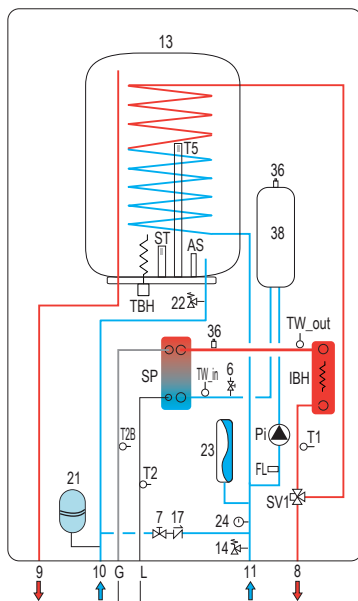 13
T5
36
38
ST
AS
TBH
22
36
TW_out
SP
TW_in
6
IBH
T2B
23
Pi
T1
T2
FL
21
SV1
7
17
24
14
9
10
G
L
11
8